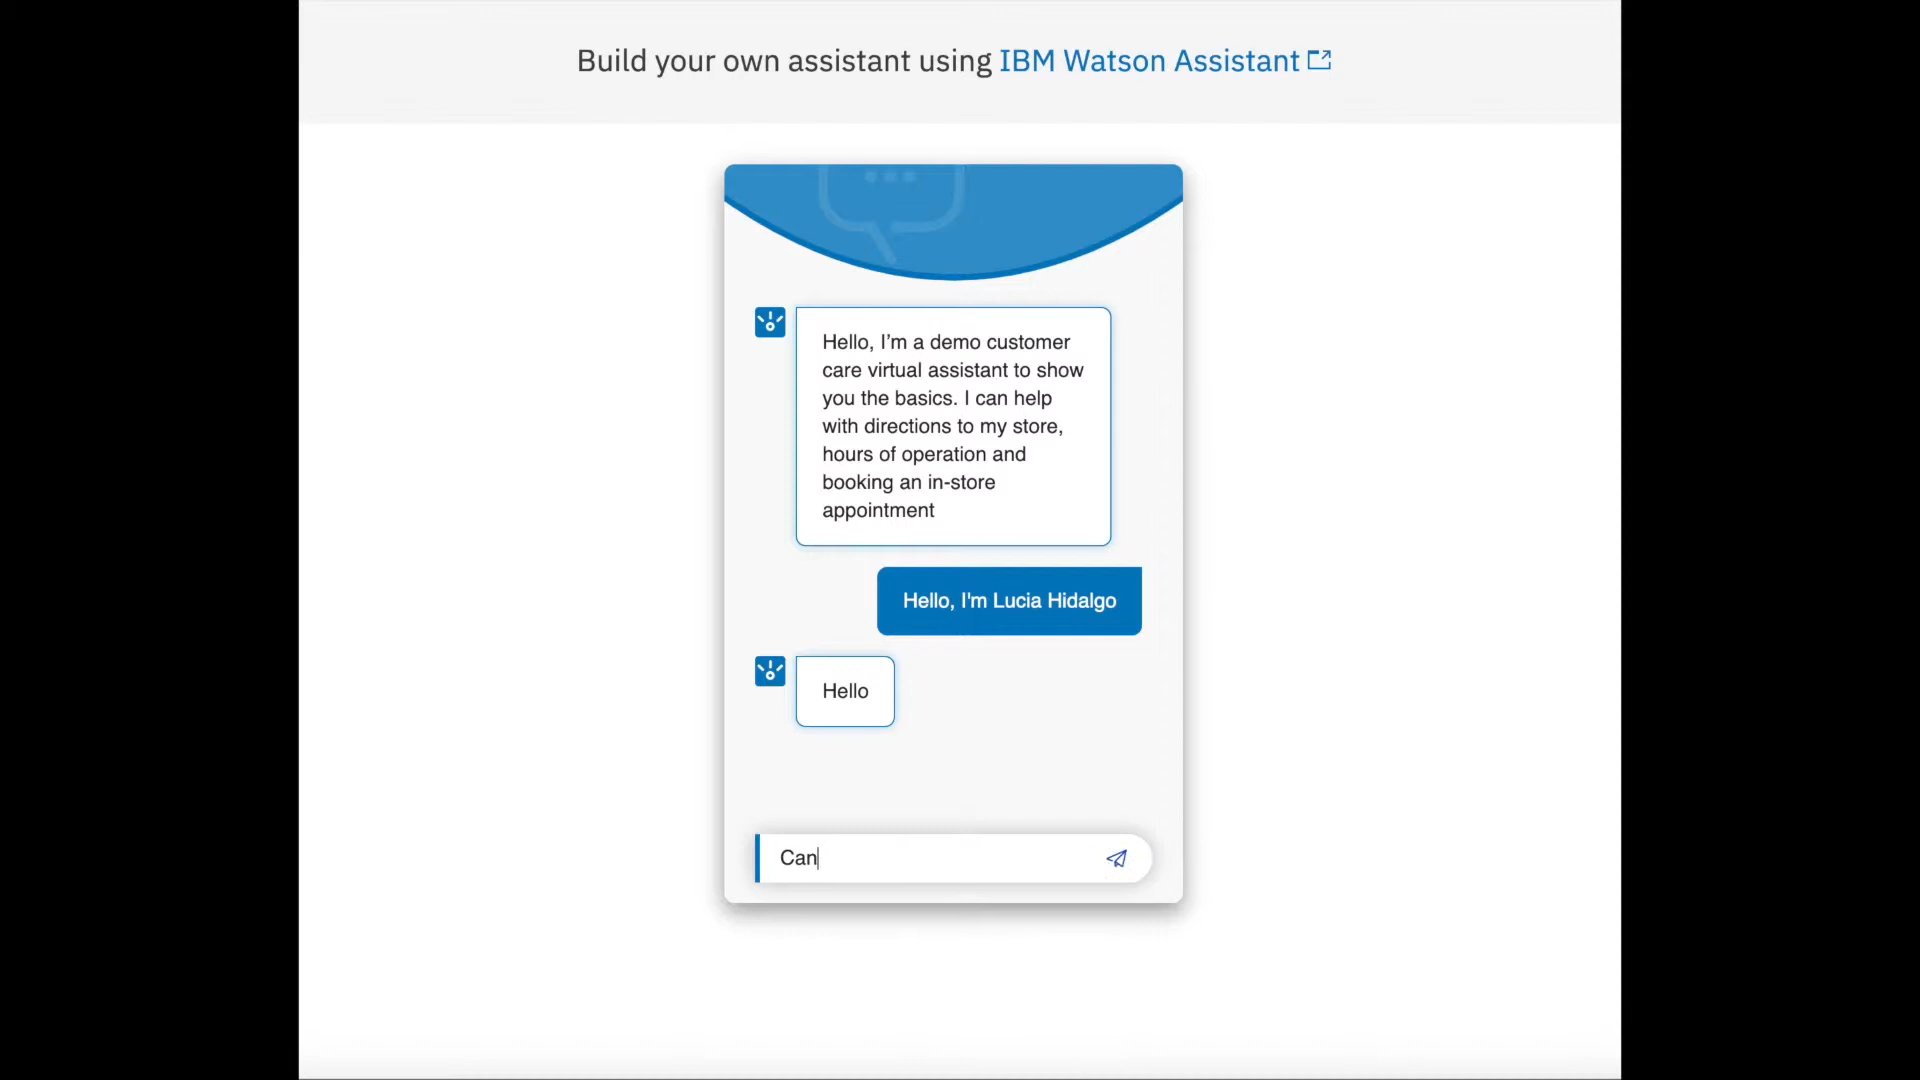 Build your own assistant using IBM Watson Assistant
Hello, I’m a demo customer
care virtual assistant to show
you the basics. I can help
with directions to my store,
hours of operation and
booking an in-store
appointment
Hello, I'm Lucia Hidalgo
Hello
Can